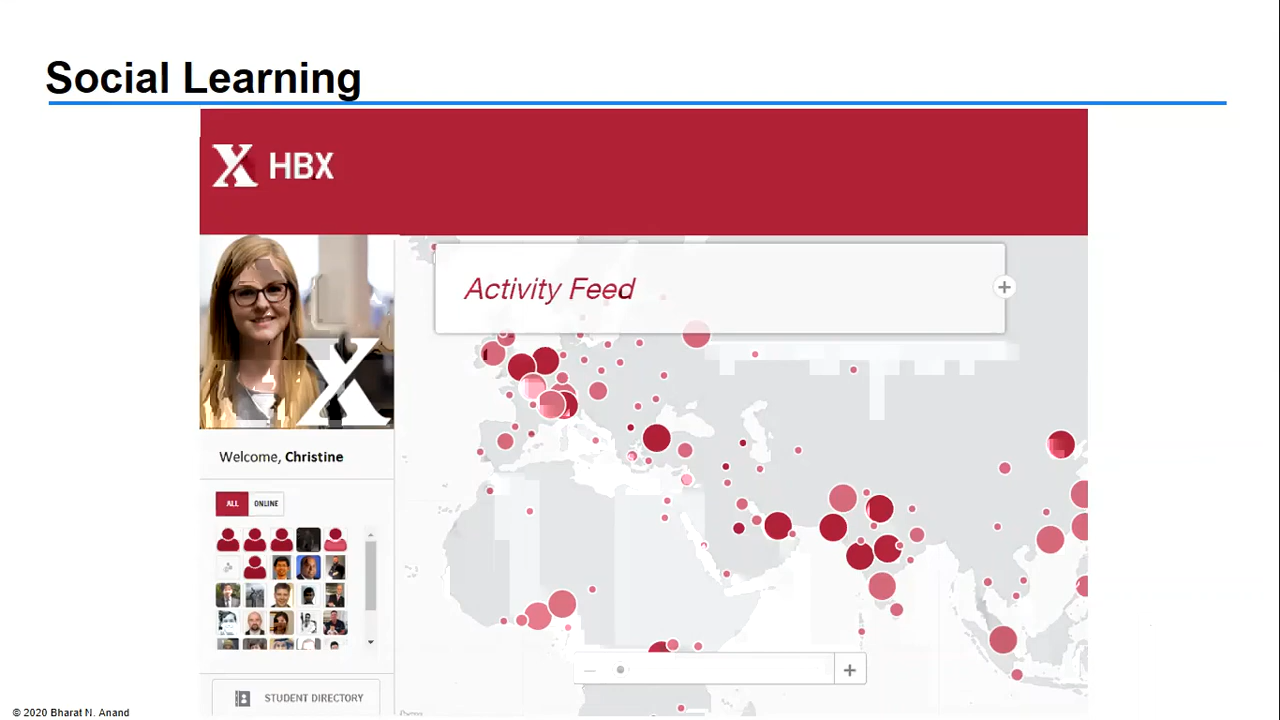 Social Learning
X HBX
Activity Feed
Welcome, Christine
ALL ONLINE
STUDENT DIRECTORY
© 2020 Bharat N. Anand